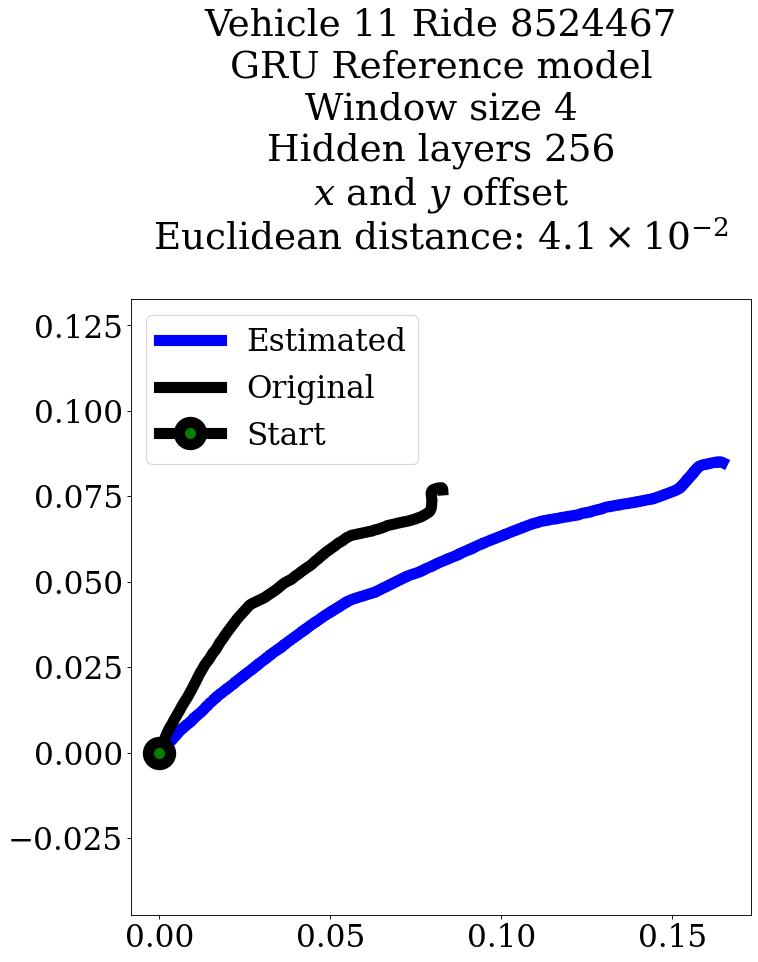 Vehicle 11 Ride 8524467
GRU Reference model
Window size 4
Hidden layers 256
x and y offset
Euclidean distance: 4.1 × 10⁻²
Estimated
Original
Start
0.125
0.100
0.075
0.050
0.025
0.000
−0.025
0.00 0.05 0.10 0.15